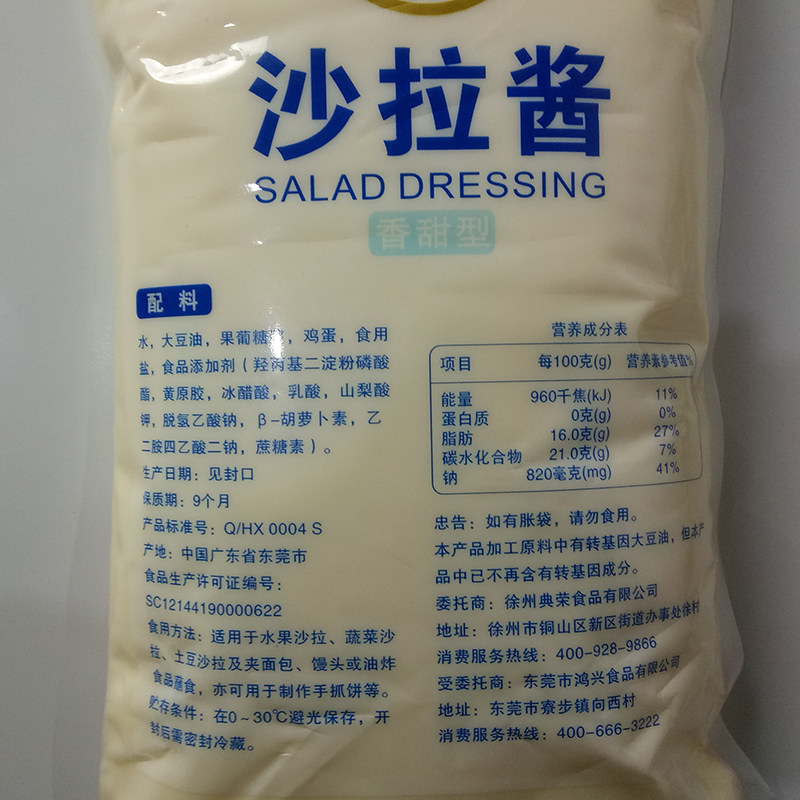 沙拉酱
SALAD DRESSING
香甜型
配料
水，大豆油，果葡糖浆，鸡蛋，食用
盐，食品添加剂（羟丙基二淀粉磷酸
酯，黄原胶，冰醋酸，乳酸，山梨酸
钾，脱氢乙酸钠，β-胡萝卜素，乙
二胺四乙酸二钠，蔗糖素）。
生产日期：见封口
保质期：9个月
产品标准号：Q/HX 0004 S
产地：中国广东省东莞市
食品生产许可证编号：
SC12144190000622
食用方法：适用于水果沙拉、蔬菜沙
拉、土豆沙拉及夹面包、馒头或油炸
食品蘸食，亦可用于制作手抓饼等。
贮存条件：在0～30℃避光保存，开
封后需密封冷藏。
营养成分表
项目 每100克(g) 营养素参考值%
能量 960千焦(kJ) 11%
蛋白质 0克(g) 0%
脂肪 16.0克(g) 27%
碳水化合物 21.0克(g) 7%
钠 820毫克(mg) 41%
忠告：如有胀袋，请勿食用。
本产品加工原料中有转基因大豆油，但本产
品中已不再含有转基因成分。
委托商：徐州典荣食品有限公司
地址：徐州市铜山区新区街道办事处徐村
消费服务热线：400-928-9866
受委托商：东莞市鸿兴食品有限公司
地址：东莞市寮步镇向西村
消费服务热线：400-666-3222